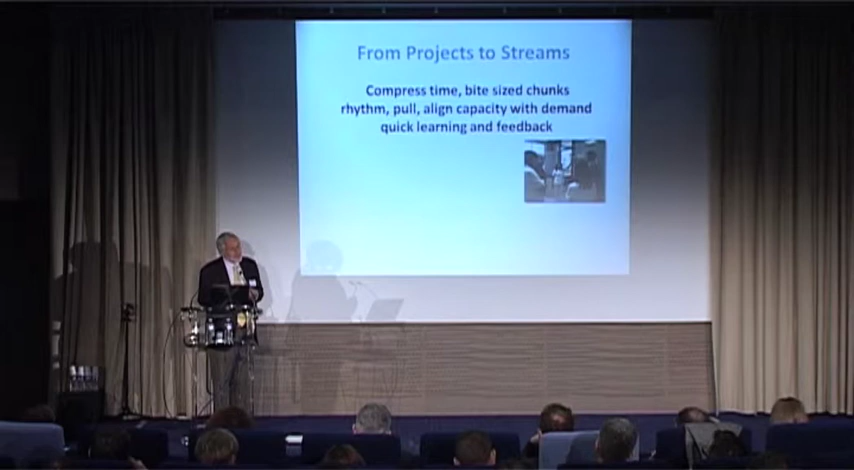 From Projects to Streams
Compress time, bite sized chunks
rhythm, pull, align capacity with demand
quick learning and feedback